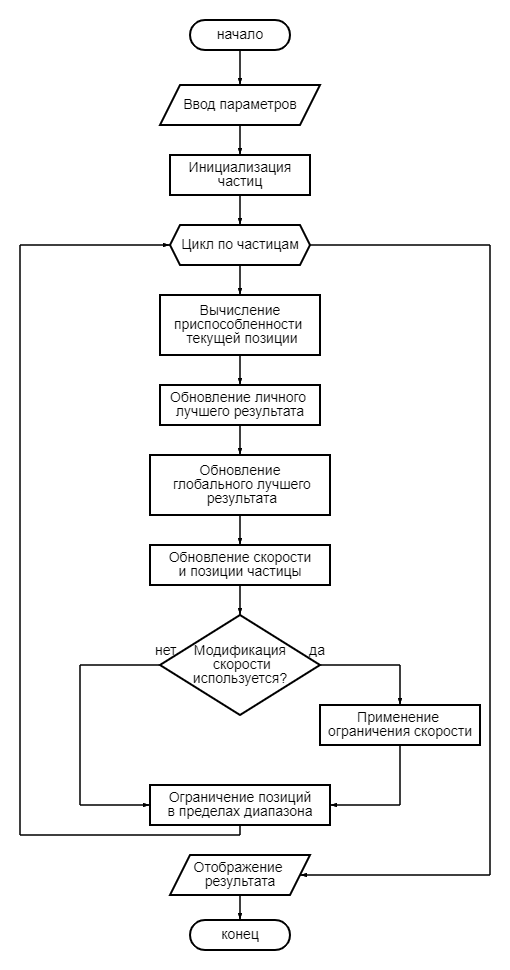 начало
Ввод параметров
Инициализация
частиц
Цикл по частицам
Вычисление
приспособленности
текущей позиции
Обновление личного
лучшего результата
Обновление
глобального лучшего
результата
Обновление скорости
и позиции частицы
нет
Модификация
скорости
используется?
да
Применение
ограничения скорости
Ограничение позиций
в пределах диапазона
Отображение
результата
конец